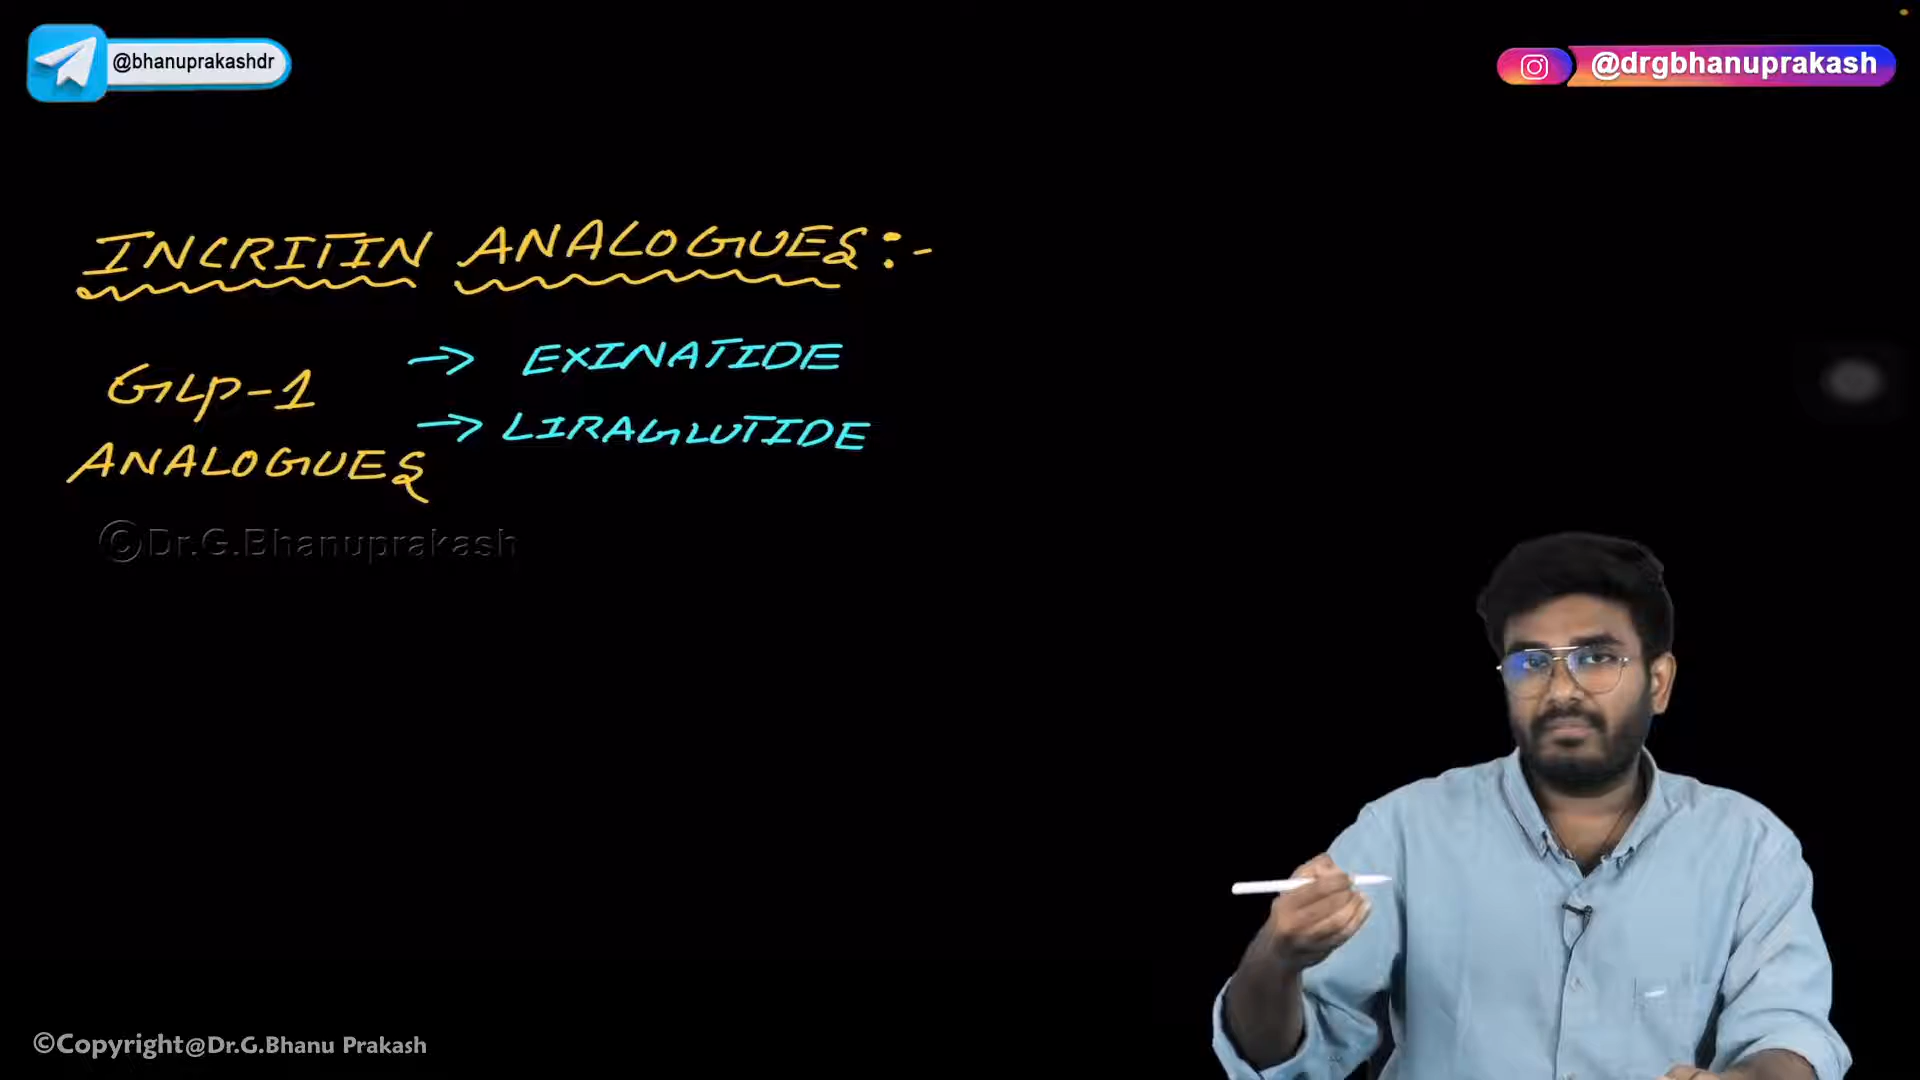 @bhanuprakashdr
@drgbhanuprakash
INCRITIN ANALOGUES:-
→ EXINATIDE
GLP-1
→ LIRAGLUTIDE
ANALOGUES
©Dr.G.Bhanuprakash
©Copyright@Dr.G.Bhanu Prakash